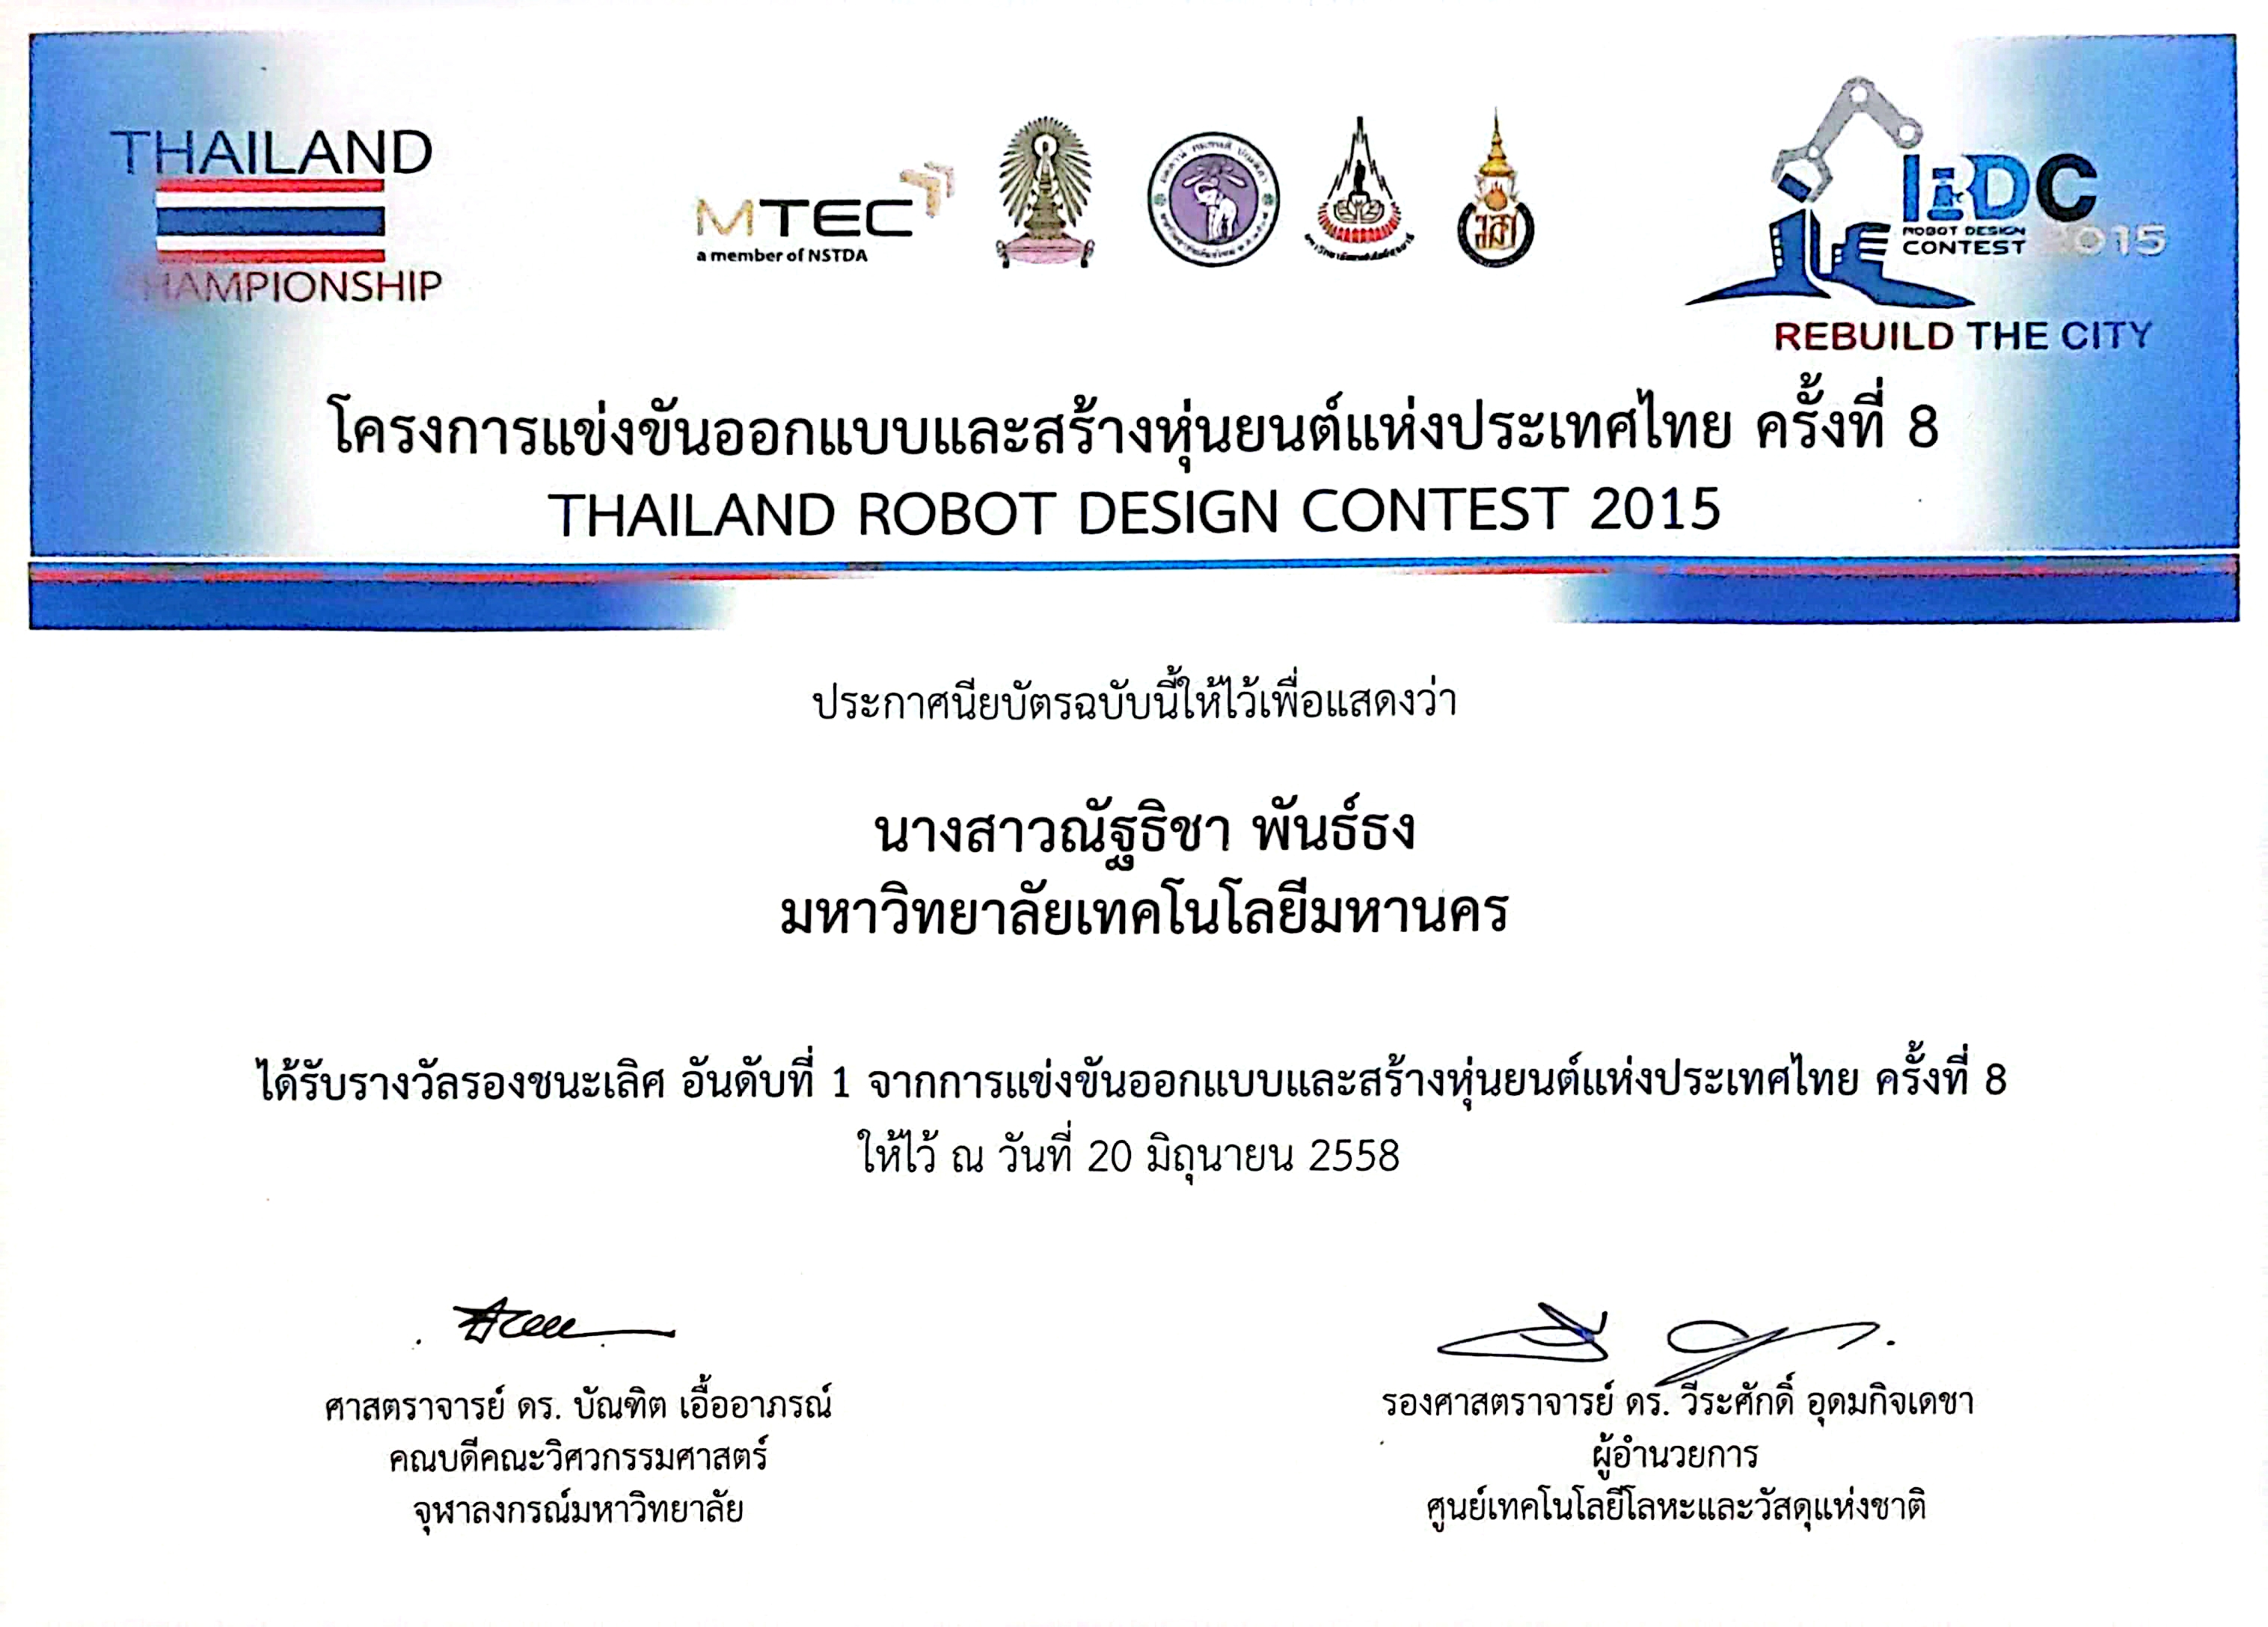 THAILAND
CHAMPIONSHIP
MTEC
a member of NSTDA
RDC
ROBOT DESIGN
CONTEST 2015
REBUILD THE CITY
โครงการแข่งขันออกแบบและสร้างหุ่นยนต์แห่งประเทศไทย ครั้งที่ 8
THAILAND ROBOT DESIGN CONTEST 2015
ประกาศนียบัตรฉบับนี้ให้ไว้เพื่อแสดงว่า
นางสาวณัฐธิชา พันธ์ธง
มหาวิทยาลัยเทคโนโลยีมหานคร
ได้รับรางวัลรองชนะเลิศ อันดับที่ 1 จากการแข่งขันออกแบบและสร้างหุ่นยนต์แห่งประเทศไทย ครั้งที่ 8
ให้ไว้ ณ วันที่ 20 มิถุนายน 2558
ศาสตราจารย์ ดร. บัณฑิต เอื้ออาภรณ์
คณบดีคณะวิศวกรรมศาสตร์
จุฬาลงกรณ์มหาวิทยาลัย
รองศาสตราจารย์ ดร. วีระศักดิ์ อุดมกิจเดชา
ผู้อำนวยการ
ศูนย์เทคโนโลยีโลหะและวัสดุแห่งชาติ